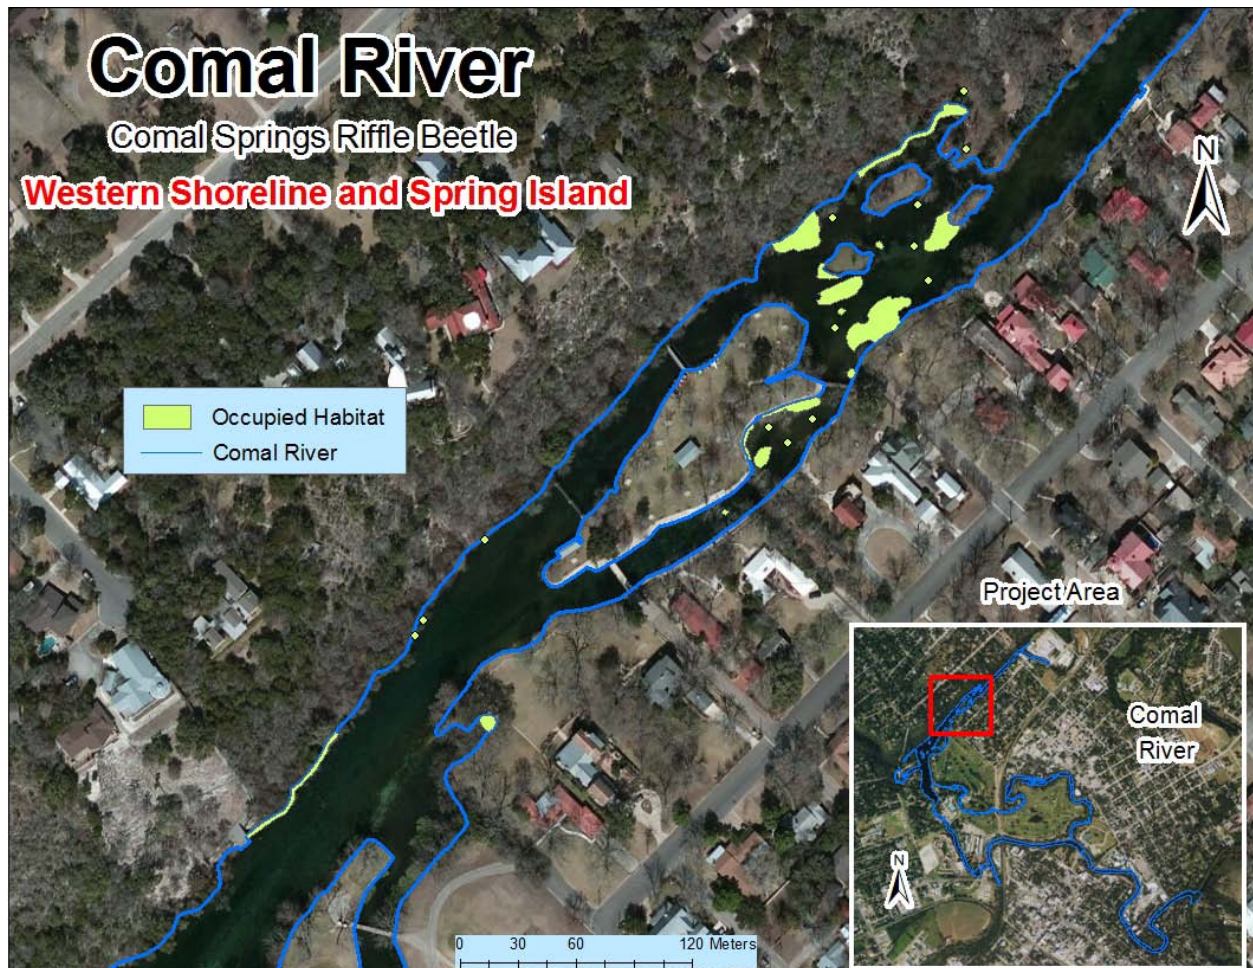 Comal River
Comal Springs Riffle Beetle
Western Shoreline and Spring Island
N
Occupied Habitat
Comal River
Project Area
Comal
River
N
0 30 60 120 Meters